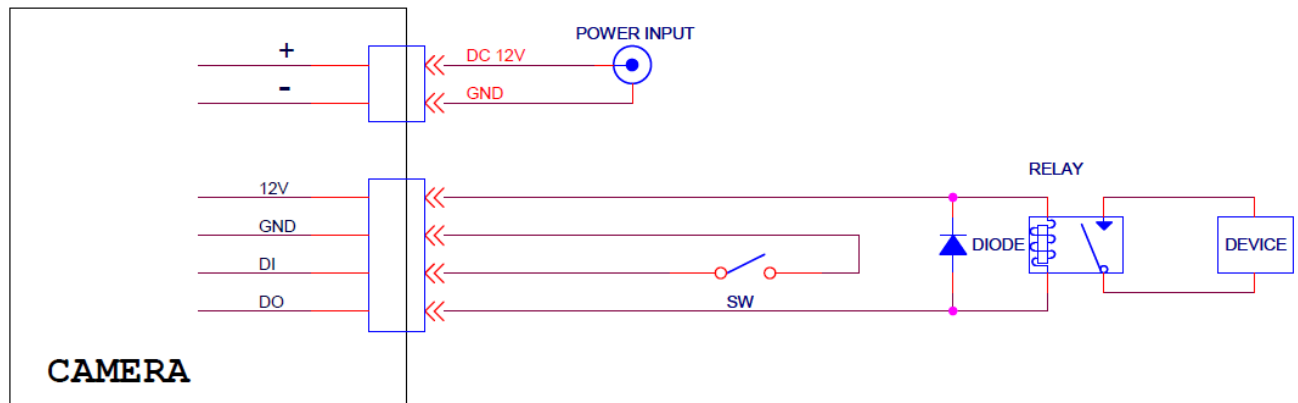 POWER INPUT
+ DC 12V
- GND
RELAY
12V
GND
DIODE DEVICE
DI
DO SW
CAMERA